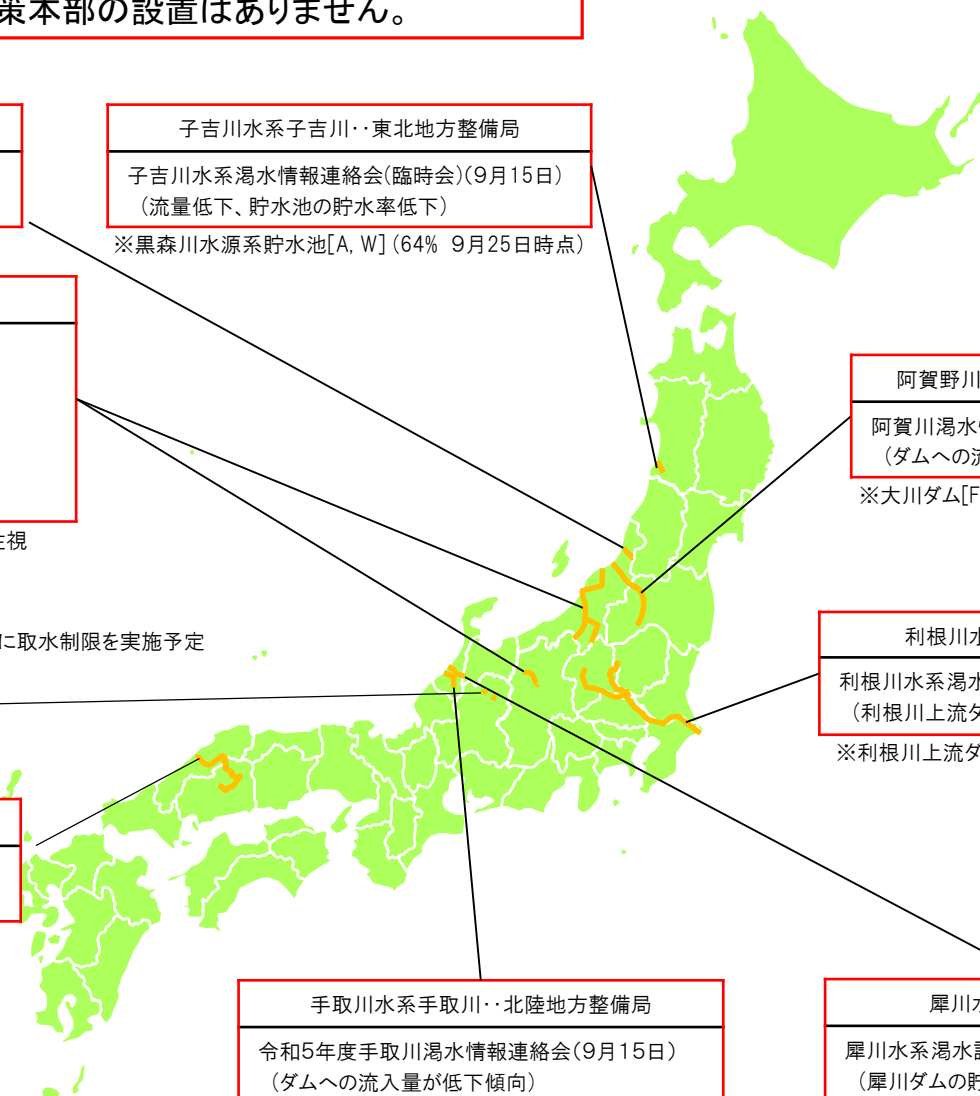 策本部の設置はありません。
子吉川水系子吉川‥東北地方整備局
子吉川水系渇水情報連絡会(臨時会)(9月15日)
(流量低下、貯水池の貯水率低下)
※黒森川水源系貯水池[A, W] (64% 9月25日時点)
阿賀野川
阿賀川渇水
(ダムへの
※大川ダム[F
視
に取水制限を実施予定
利根川水
利根川水系渇水
(利根川上流ダ
※利根川上流ダ
手取川水系手取川‥北陸地方整備局
令和5年度手取川渇水情報連絡会(9月15日)
(ダムへの流入量が低下傾向)
犀川水
犀川水系渇水
(犀川ダムの貯